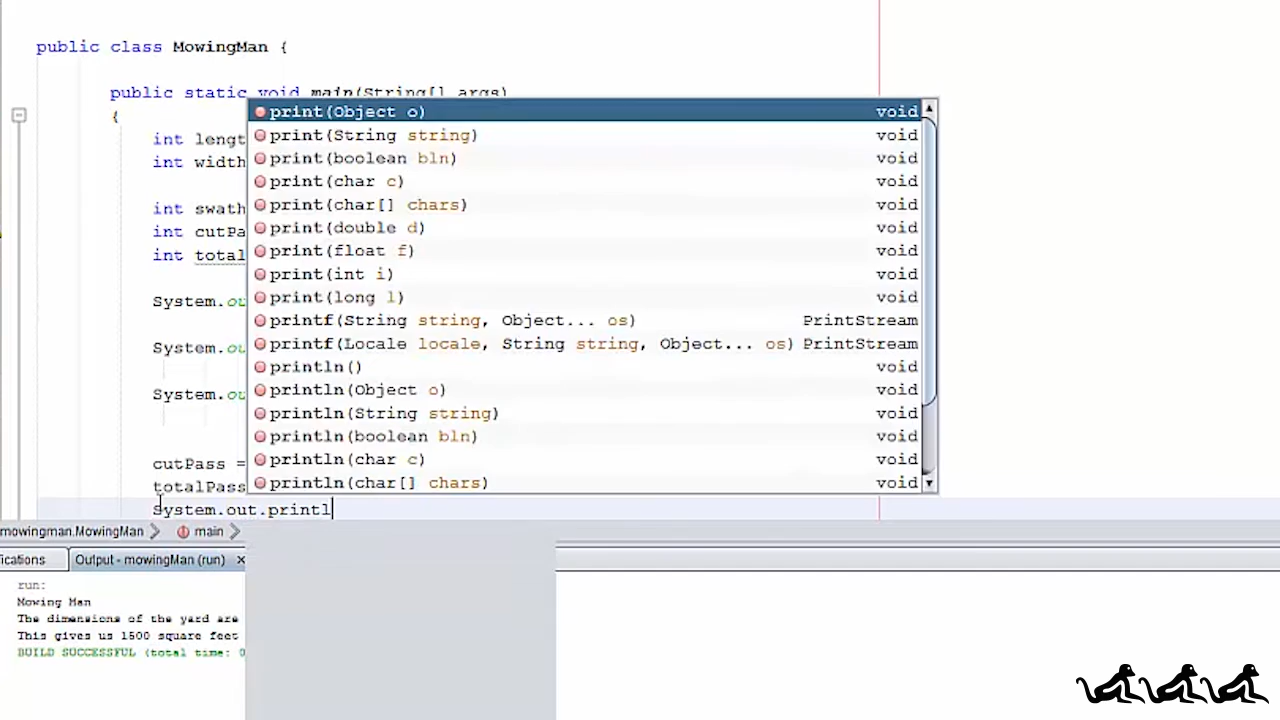 public class MowingMan {
public static void main(String[] args)
{
int lengt
int width
int swath
int cutPa
int total
System.ou
System.ou
System.ou
cutPass =
totalPass
System.out.printl
print(Object o) void
print(String string) void
print(boolean bln) void
print(char c) void
print(char[] chars) void
print(double d) void
print(float f) void
print(int i) void
print(long l) void
printf(String string, Object... os) PrintStream
printf(Locale locale, String string, Object... os) PrintStream
println() void
println(Object o) void
println(String string) void
println(boolean bln) void
println(char c) void
println(char[] chars) void
mowingman.MowingMan main
ications Output - mowingMan (run)
run:
Mowing Man
The dimensions of the yard are
This gives us 1500 square feet
BUILD SUCCESSFUL (total time: 0